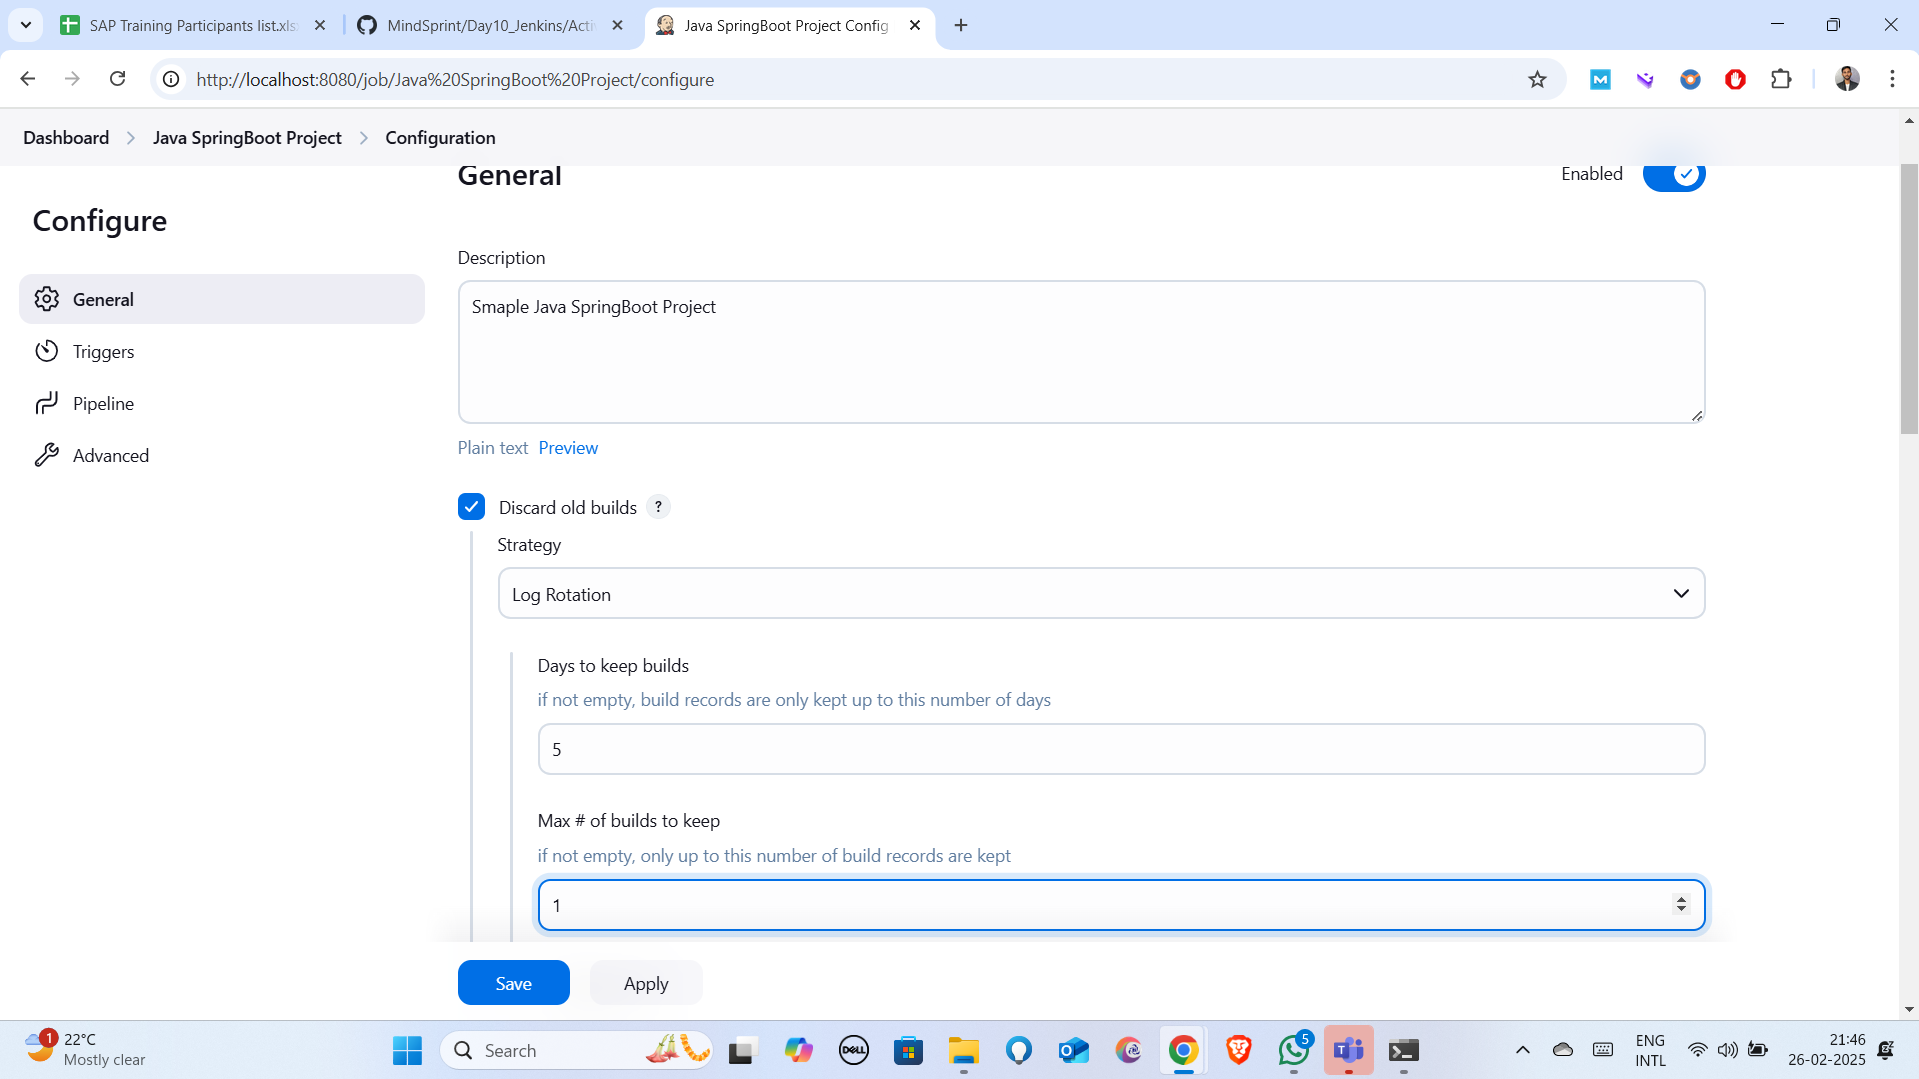 SAP Training Participants list.xls
MindSprint/Day10_Jenkins/Acti
Java SpringBoot Project Config
http://localhost:8080/job/Java%20SpringBoot%20Project/configure
Dashboard
Java SpringBoot Project
Configuration
General
Enabled
Configure
General
Triggers
Pipeline
Advanced
Description
Smaple Java SpringBoot Project
Plain text Preview
Discard old builds ?
Strategy
Log Rotation
Days to keep builds
if not empty, build records are only kept up to this number of days
5
Max # of builds to keep
if not empty, only up to this number of build records are kept
1
Save
Apply
1
22°C
Mostly clear
Search
DELL
5
ENG
INTL
21:46
26-02-2025